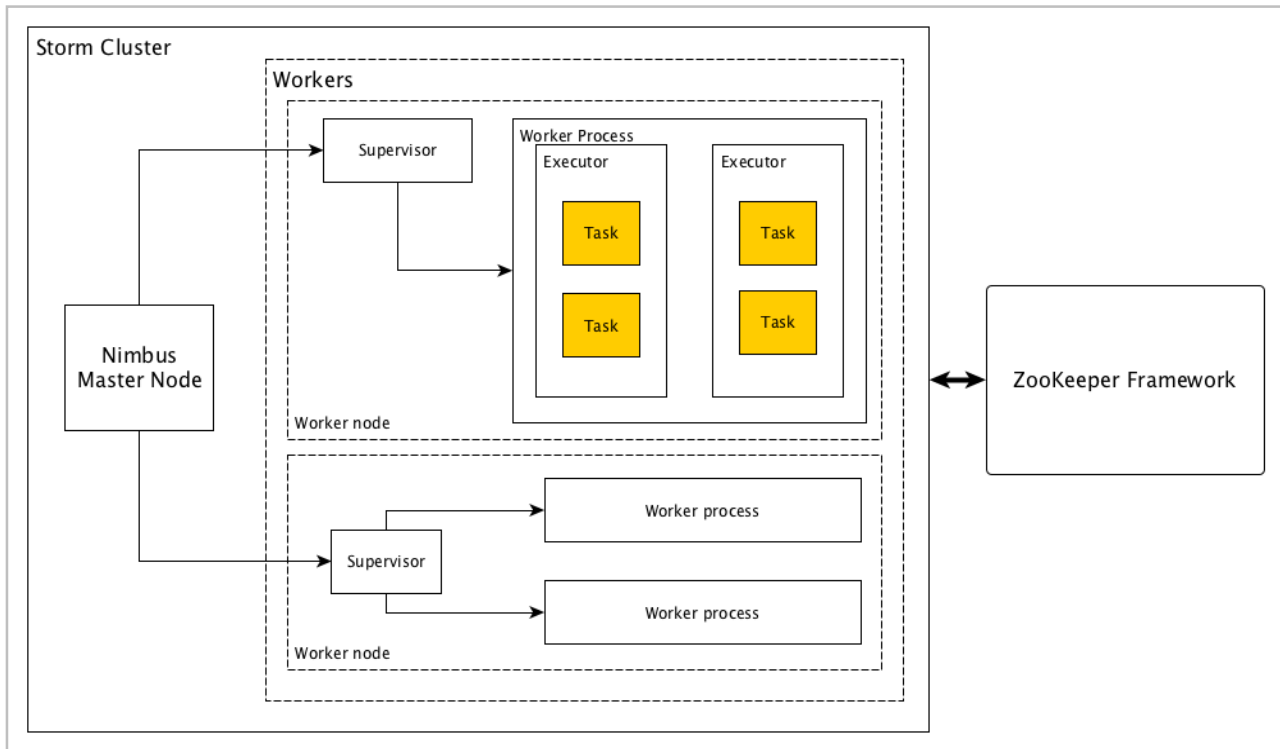 Storm Cluster
Workers
Supervisor
Worker Process
Executor
Executor
Task
Task
Task
Task
Worker node
Nimbus
Master Node
ZooKeeper Framework
Worker process
Supervisor
Worker process
Worker node